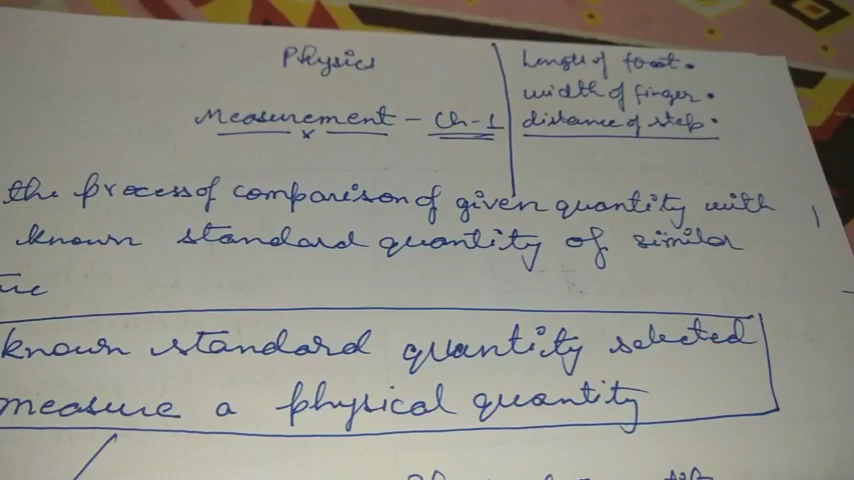 Physics
Measurement - Ch-1
Length of foot.
width of finger.
distance of step.
the process of comparison of given quantity with
known standard quantity of similar
known standard quantity selected
measure a physical quantity